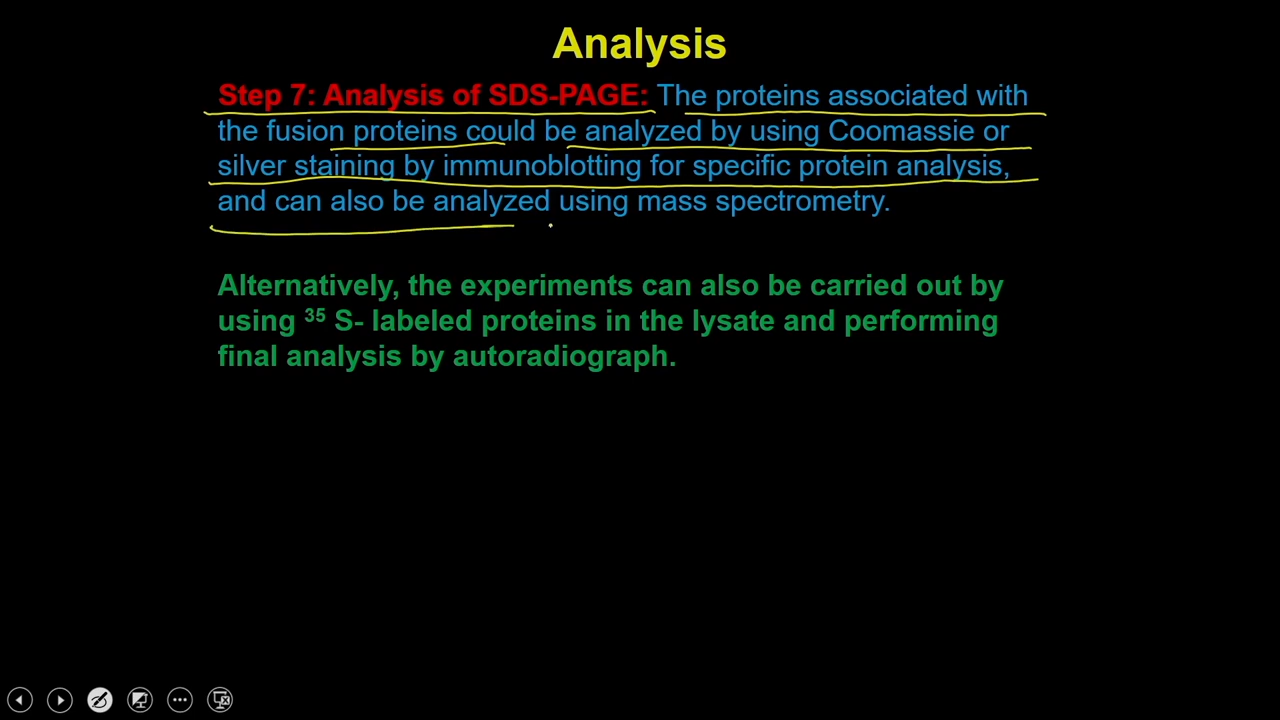 Analysis
Step 7: Analysis of SDS-PAGE: The proteins associated with
the fusion proteins could be analyzed by using Coomassie or
silver staining by immunoblotting for specific protein analysis,
and can also be analyzed using mass spectrometry.
Alternatively, the experiments can also be carried out by
using ³⁵ S- labeled proteins in the lysate and performing
final analysis by autoradiograph.